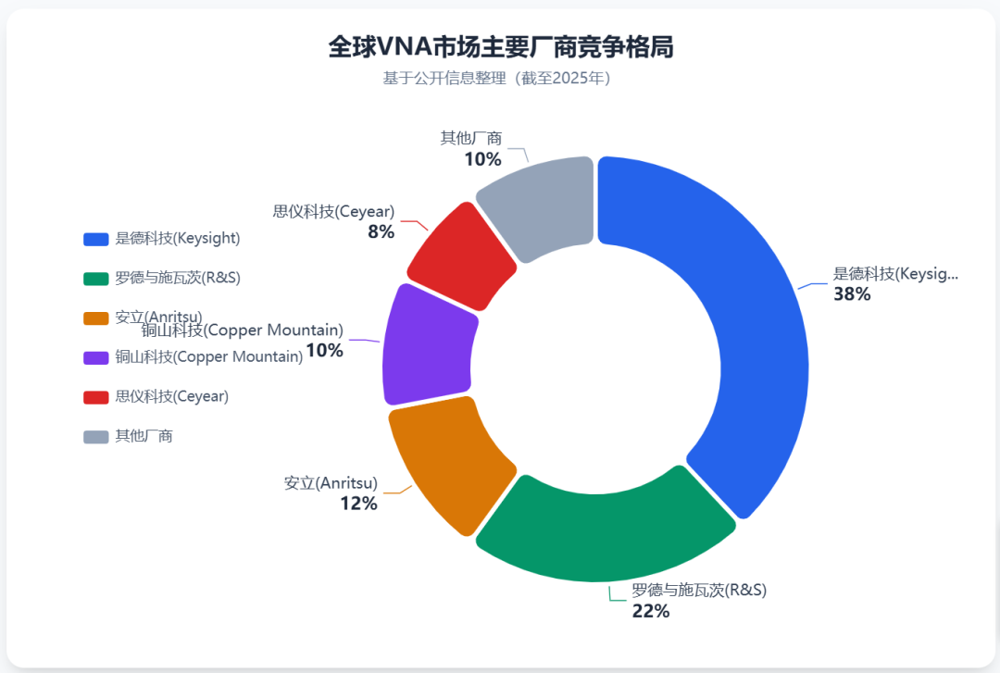 全球VNA市场主要厂商竞争格局
基于公开信息整理（截至2025年）
其他厂商
10%
思仪科技(Ceyear)
8%
是德科技(Keysight)
罗德与施瓦茨(R&S)
安立(Anritsu)
铜山科技(Copper Mountain)
10%
铜山科技(Copper Mountain)
思仪科技(Ceyear)
其他厂商
是德科技(Keysig...
38%
安立(Anritsu)
12%
罗德与施瓦茨(R&S)
22%